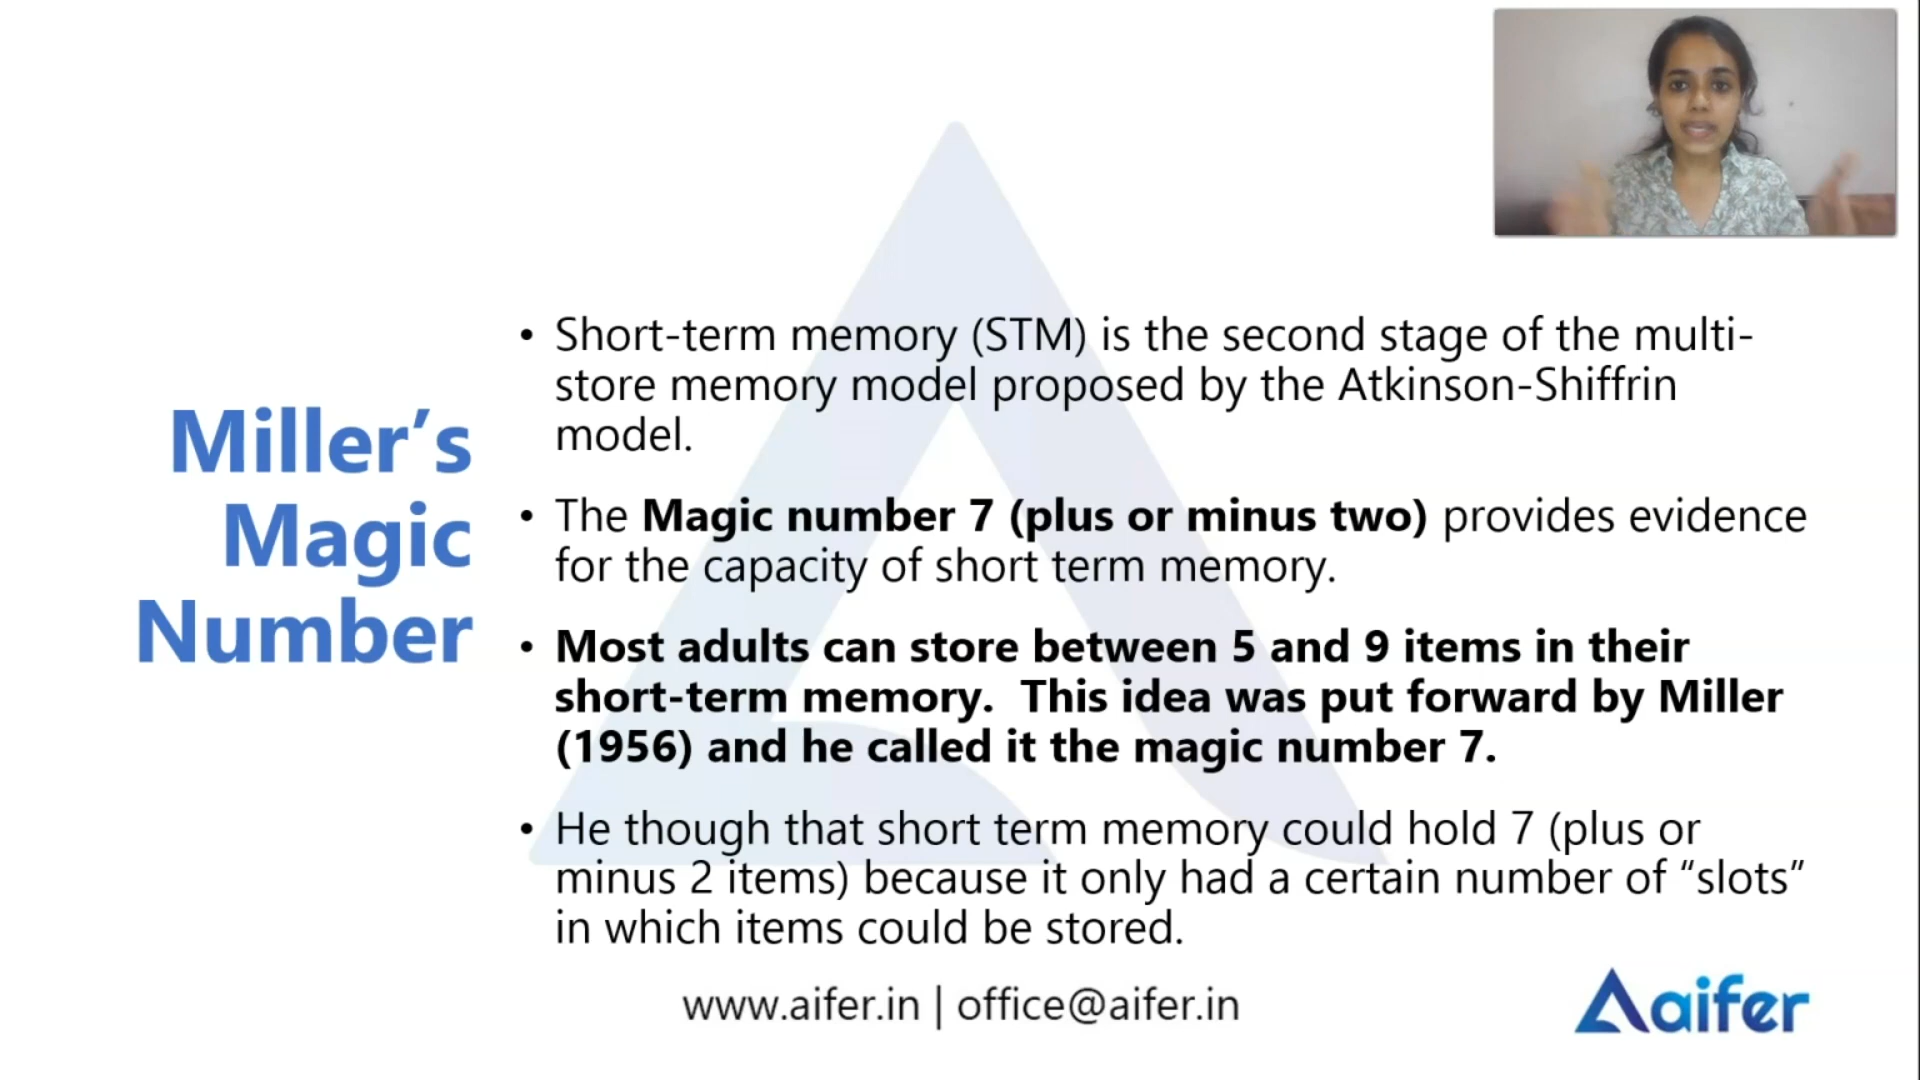 Miller’s
Magic
Number
• Short-term memory (STM) is the second stage of the multi-
store memory model proposed by the Atkinson-Shiffrin
model.
• The Magic number 7 (plus or minus two) provides evidence
for the capacity of short term memory.
• Most adults can store between 5 and 9 items in their
short-term memory.  This idea was put forward by Miller
(1956) and he called it the magic number 7.
• He though that short term memory could hold 7 (plus or
minus 2 items) because it only had a certain number of “slots”
in which items could be stored.
www.aifer.in | office@aifer.in
aifer